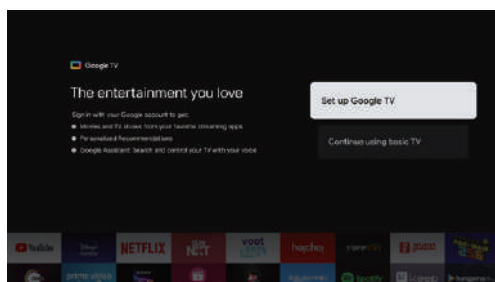 Google TV
The entertainment you love
Sign in with your Google account to get:
Movies and TV shows from your favorite streaming apps
Personalized Recommendations
Google Assistant: Search and control your TV with your voice
Set up Google TV
Continue using basic TV
YouTube
NETFLIX
voot
hoichoi
prime video
Spotify